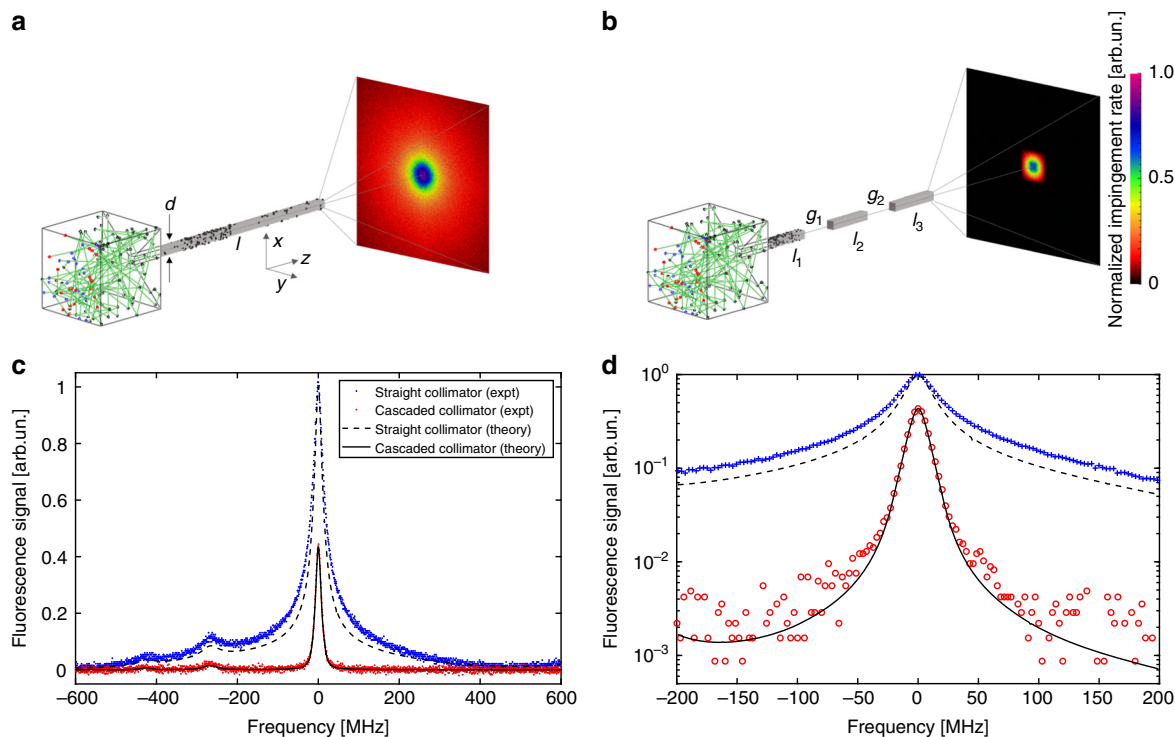 a
d
l
x
z
y
b
g1
g2
l1
l2
l3
Normalized impingement rate [arb.un.]
1.0
0.5
0
c
Fluorescence signal [arb.un.]
1
0.8
0.6
0.4
0.2
0
Straight collimator (expt)
Cascaded collimator (expt)
Straight collimator (theory)
Cascaded collimator (theory)
−600 −400 −200 0 200 400 600
Frequency [MHz]
d
Fluorescence signal [arb.un.]
10⁰
10⁻¹
10⁻²
10⁻³
−200 −150 −100 −50 0 50 100 150 200
Frequency [MHz]